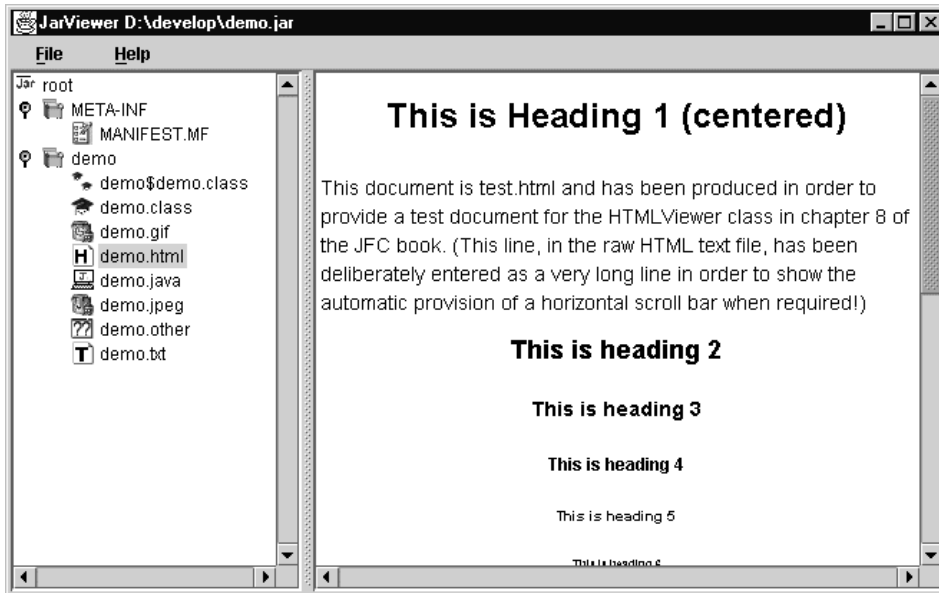 JarViewer D:\develop\demo.jar
File Help
Jar root
META-INF
MANIFEST.MF
demo
demo$demo.class
demo.class
demo.gif
H demo.html
J demo.java
demo.jpeg
?? demo.other
T demo.txt
This is Heading 1 (centered)
This document is test.html and has been produced in order to
provide a test document for the HTMLViewer class in chapter 8 of
the JFC book. (This line, in the raw HTML text file, has been
deliberately entered as a very long line in order to show the
automatic provision of a horizontal scroll bar when required!)
This is heading 2
This is heading 3
This is heading 4
This is heading 5
This is heading 6